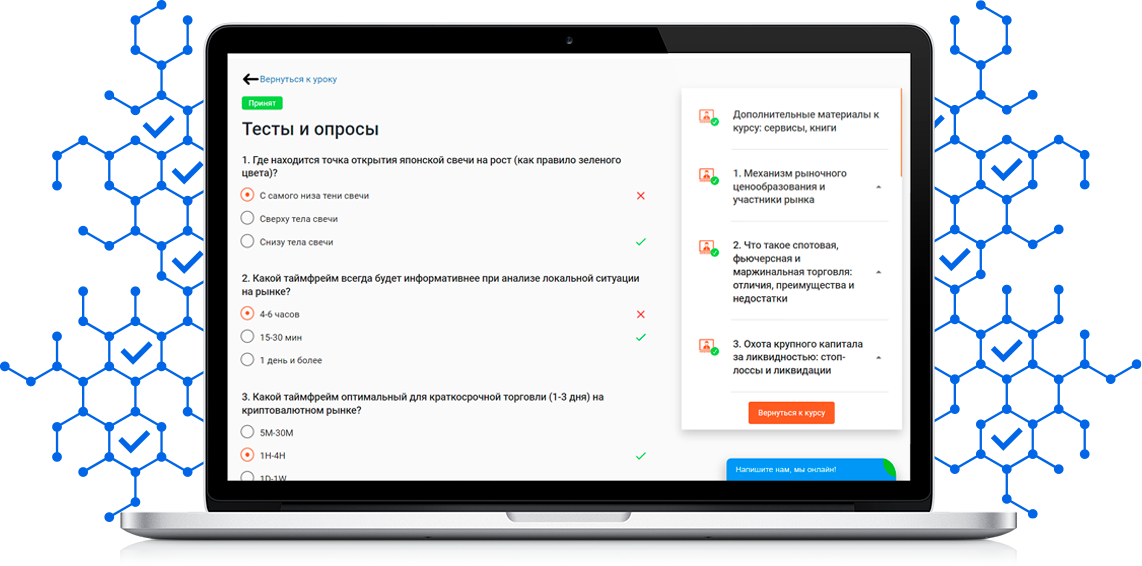 Вернуться к уроку
Принят
Тесты и опросы
1. Где находится точка открытия японской свечи на рост (как правило зеленого
цвета)?
С самого низа тени свечи
Сверху тела свечи
Снизу тела свечи
2. Какой таймфрейм всегда будет информативнее при анализе локальной ситуации
на рынке?
4-6 часов
15-30 мин
1 день и более
3. Какой таймфрейм оптимальный для краткосрочной торговли (1-3 дня) на
криптовалютном рынке?
5M-30M
1H-4H
1D-1W
Дополнительные материалы к
курсу: сервисы, книги
1. Механизм рыночного
ценообразования и
участники рынка
2. Что такое спотовая,
фьючерсная и
маржинальная торговля:
отличия, преимущества и
недостатки
3. Охота крупного капитала
за ликвидностью: стоп-
лоссы и ликвидации
Вернуться к курсу
Напишите нам, мы онлайн!